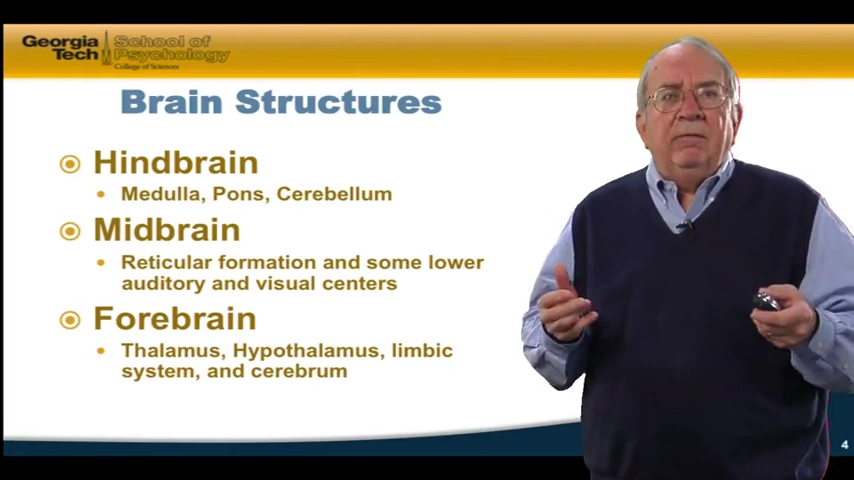 Georgia Tech
School of Psychology
College of Sciences
Brain Structures
Hindbrain
Medulla, Pons, Cerebellum
Midbrain
Reticular formation and some lower
auditory and visual centers
Forebrain
Thalamus, Hypothalamus, limbic
system, and cerebrum
4